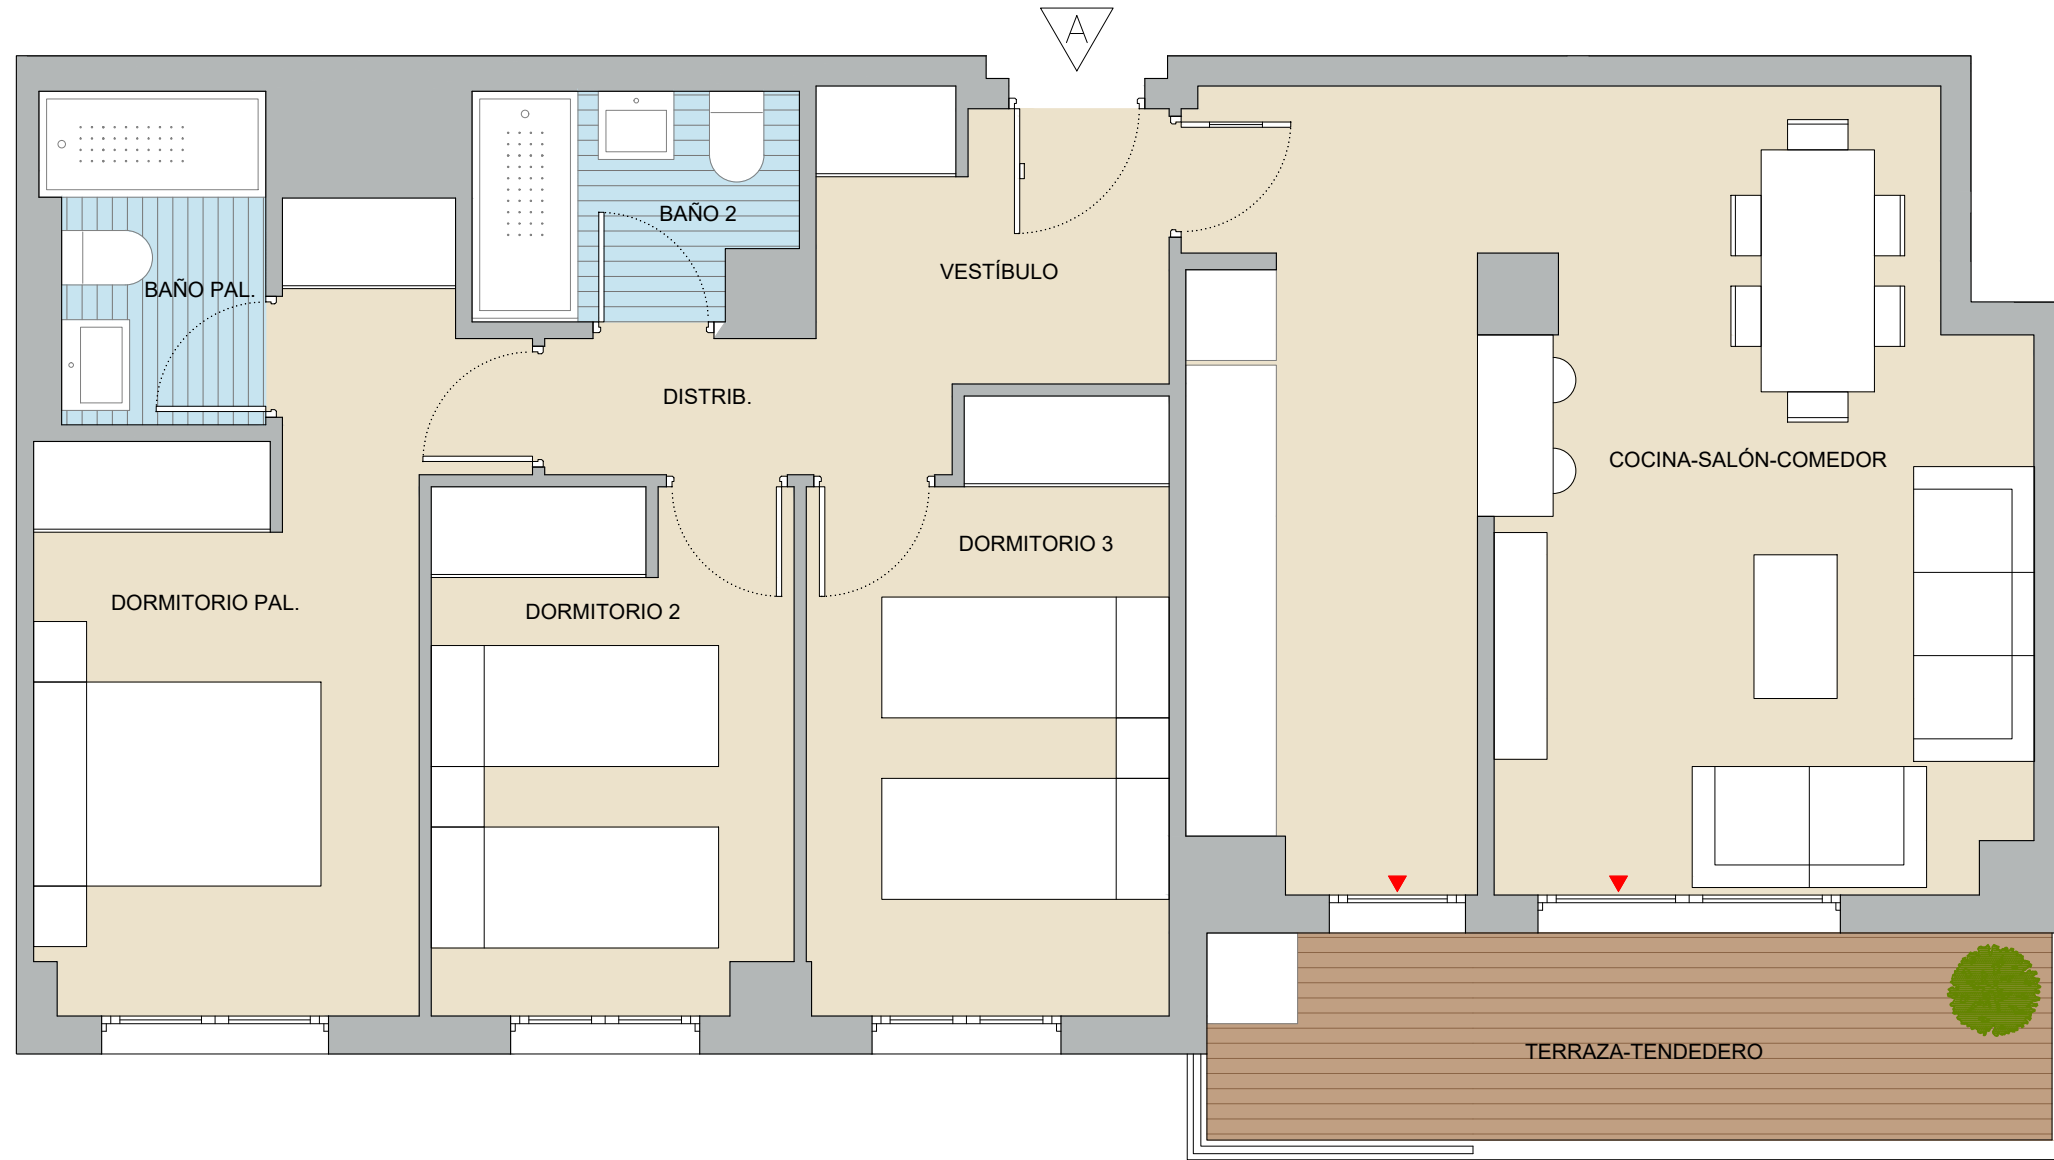 A
BAÑO 2
VESTÍBULO
BAÑO PAL.
DISTRIB.
COCINA-SALÓN-COMEDOR
DORMITORIO 3
DORMITORIO PAL.
DORMITORIO 2
TERRAZA-TENDEDERO